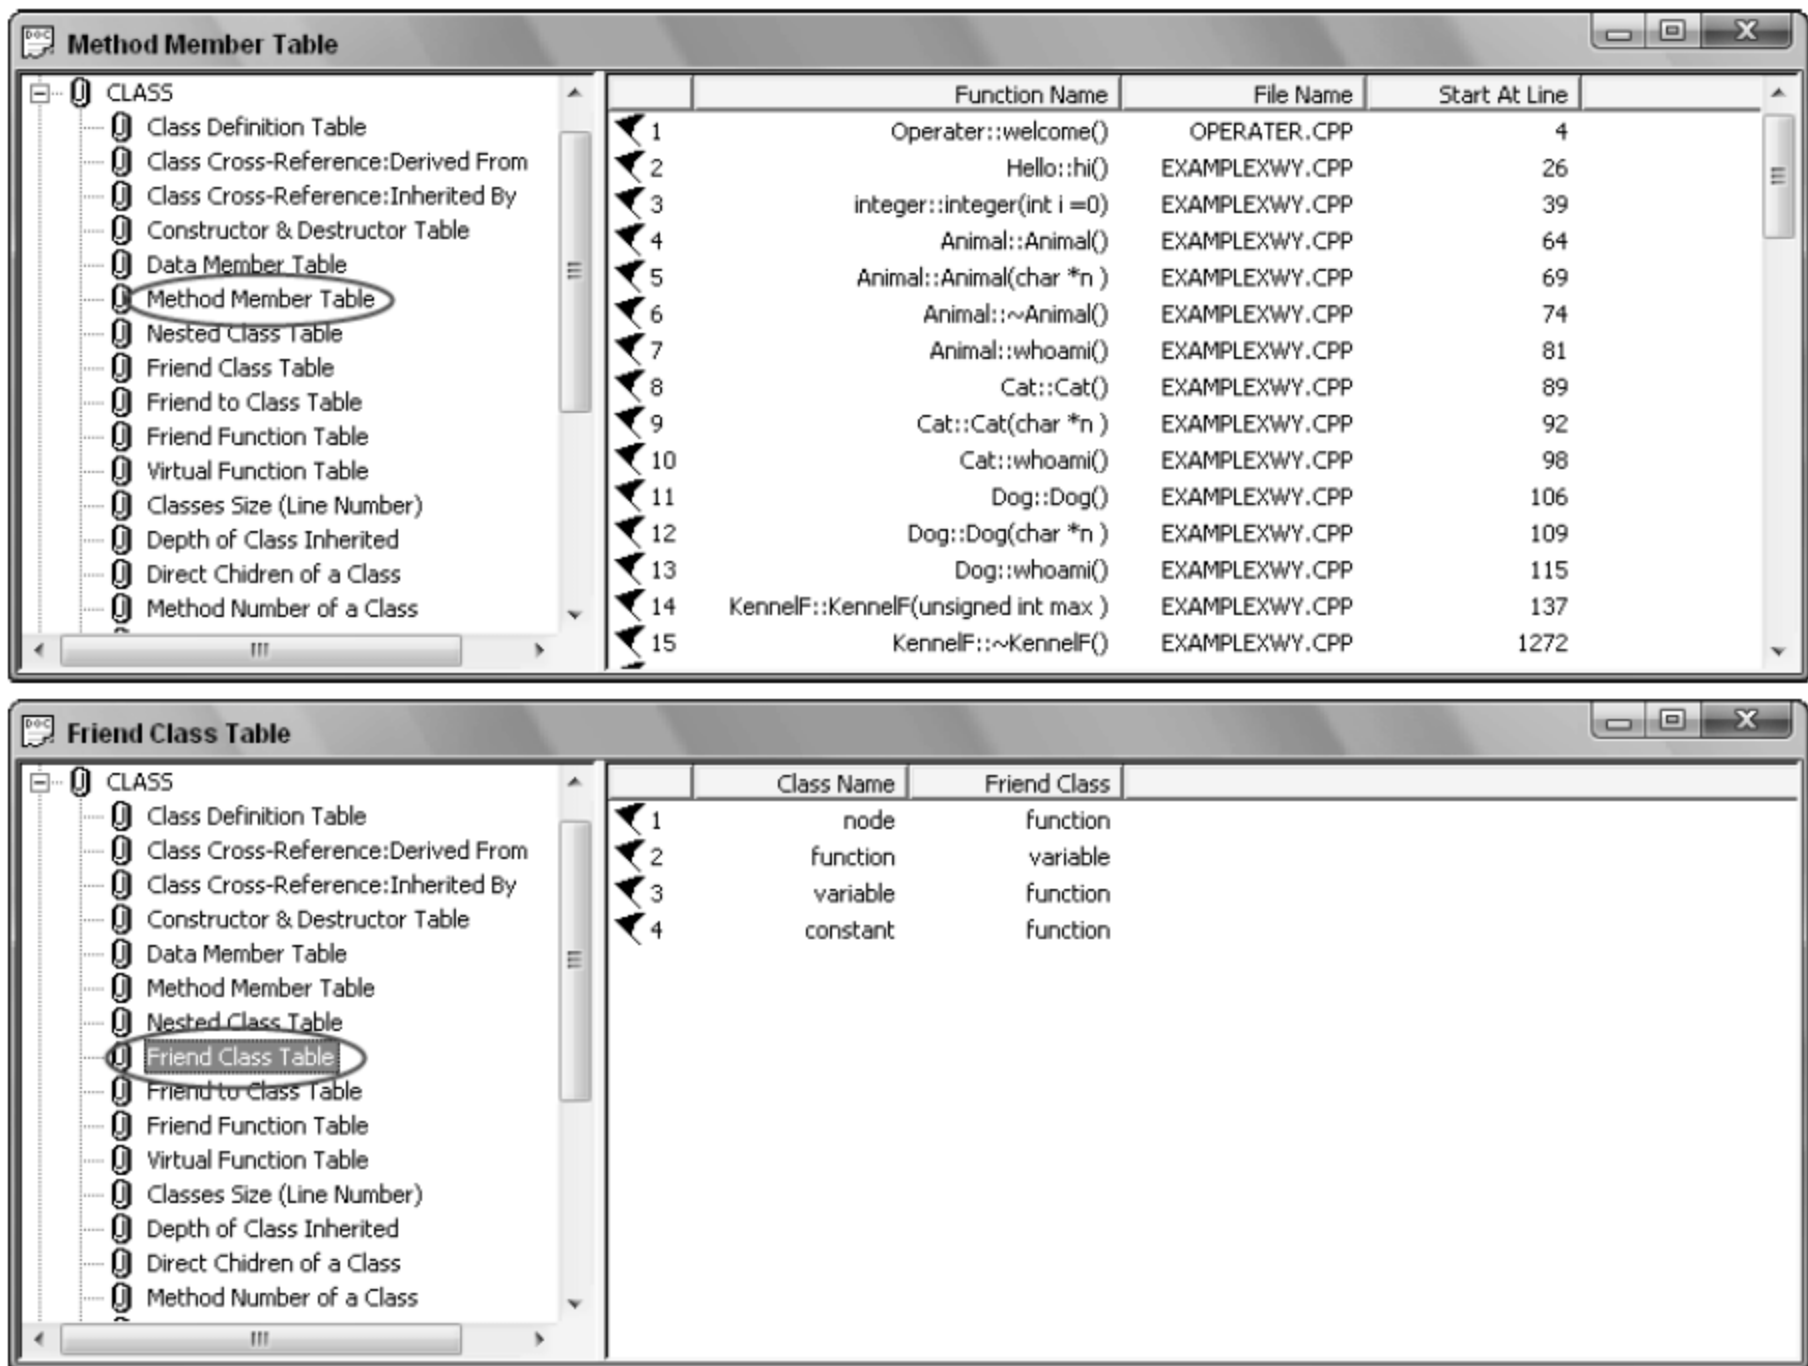 Method Member Table
CLASS
Class Definition Table
Class Cross-Reference:Derived From
Class Cross-Reference:Inherited By
Constructor & Destructor Table
Data Member Table
Method Member Table
Nested Class Table
Friend Class Table
Friend to Class Table
Friend Function Table
Virtual Function Table
Classes Size (Line Number)
Depth of Class Inherited
Direct Chidren of a Class
Method Number of a Class
Function Name File Name Start At Line
1 Operater::welcome() OPERATER.CPP 4
2 Hello::hi() EXAMPLEXWY.CPP 26
3 integer::integer(int i =0) EXAMPLEXWY.CPP 39
4 Animal::Animal() EXAMPLEXWY.CPP 64
5 Animal::Animal(char *n ) EXAMPLEXWY.CPP 69
6 Animal::~Animal() EXAMPLEXWY.CPP 74
7 Animal::whoami() EXAMPLEXWY.CPP 81
8 Cat::Cat() EXAMPLEXWY.CPP 89
9 Cat::Cat(char *n ) EXAMPLEXWY.CPP 92
10 Cat::whoami() EXAMPLEXWY.CPP 98
11 Dog::Dog() EXAMPLEXWY.CPP 106
12 Dog::Dog(char *n ) EXAMPLEXWY.CPP 109
13 Dog::whoami() EXAMPLEXWY.CPP 115
14 KennelF::KennelF(unsigned int max ) EXAMPLEXWY.CPP 137
15 KennelF::~KennelF() EXAMPLEXWY.CPP 1272
Friend Class Table
CLASS
Class Definition Table
Class Cross-Reference:Derived From
Class Cross-Reference:Inherited By
Constructor & Destructor Table
Data Member Table
Method Member Table
Nested Class Table
Friend Class Table
Friend to Class Table
Friend Function Table
Virtual Function Table
Classes Size (Line Number)
Depth of Class Inherited
Direct Chidren of a Class
Method Number of a Class
Class Name Friend Class
1 node function
2 function variable
3 variable function
4 constant function